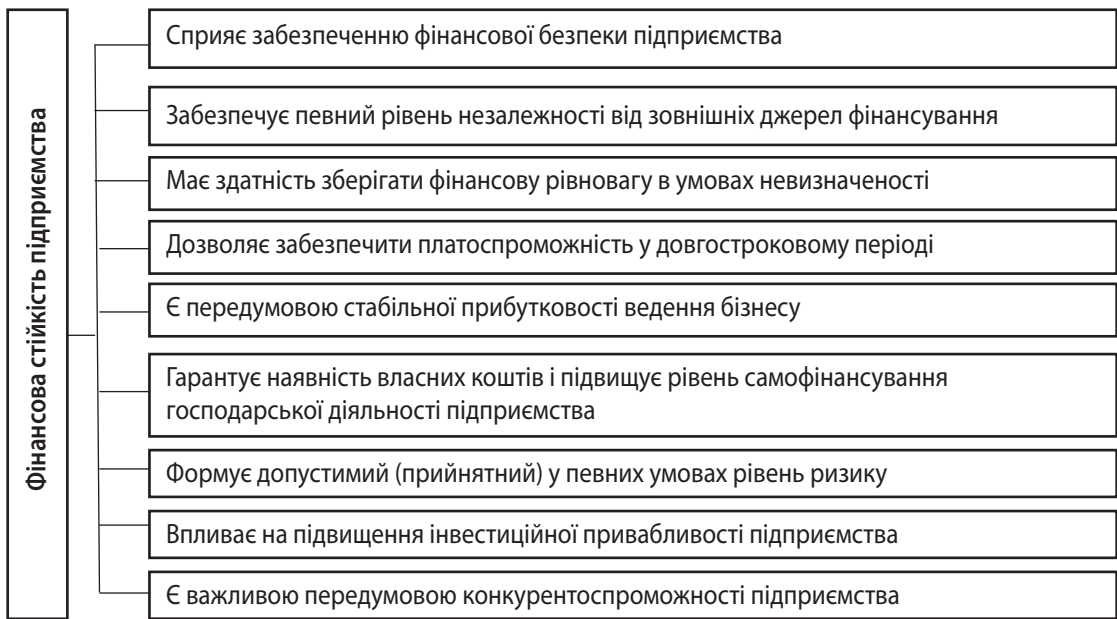 Фінансова стійкість підприємства
Сприяє забезпеченню фінансової безпеки підприємства
Забезпечує певний рівень незалежності від зовнішніх джерел фінансування
Має здатність зберігати фінансову рівновагу в умовах невизначеності
Дозволяє забезпечити платоспроможність у довгостроковому періоді
Є передумовою стабільної прибутковості ведення бізнесу
Гарантує наявність власних коштів і підвищує рівень самофінансування
господарської діяльності підприємства
Формує допустимий (прийнятний) у певних умовах рівень ризику
Впливає на підвищення інвестиційної привабливості підприємства
Є важливою передумовою конкурентоспроможності підприємства